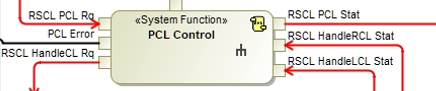 RSCL PCL Rq
«System Function»
RSCL PCL Stat
PCL Error
PCL Control
RSCL HandleRCL Stat
RSCL HandleCL Rq
RSCL HandleLCL Stat